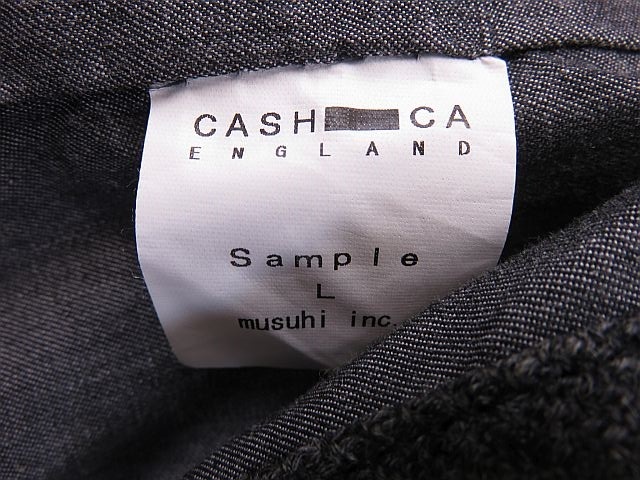 CASH CA
ENGLAND
Sample
L
musuhi inc.